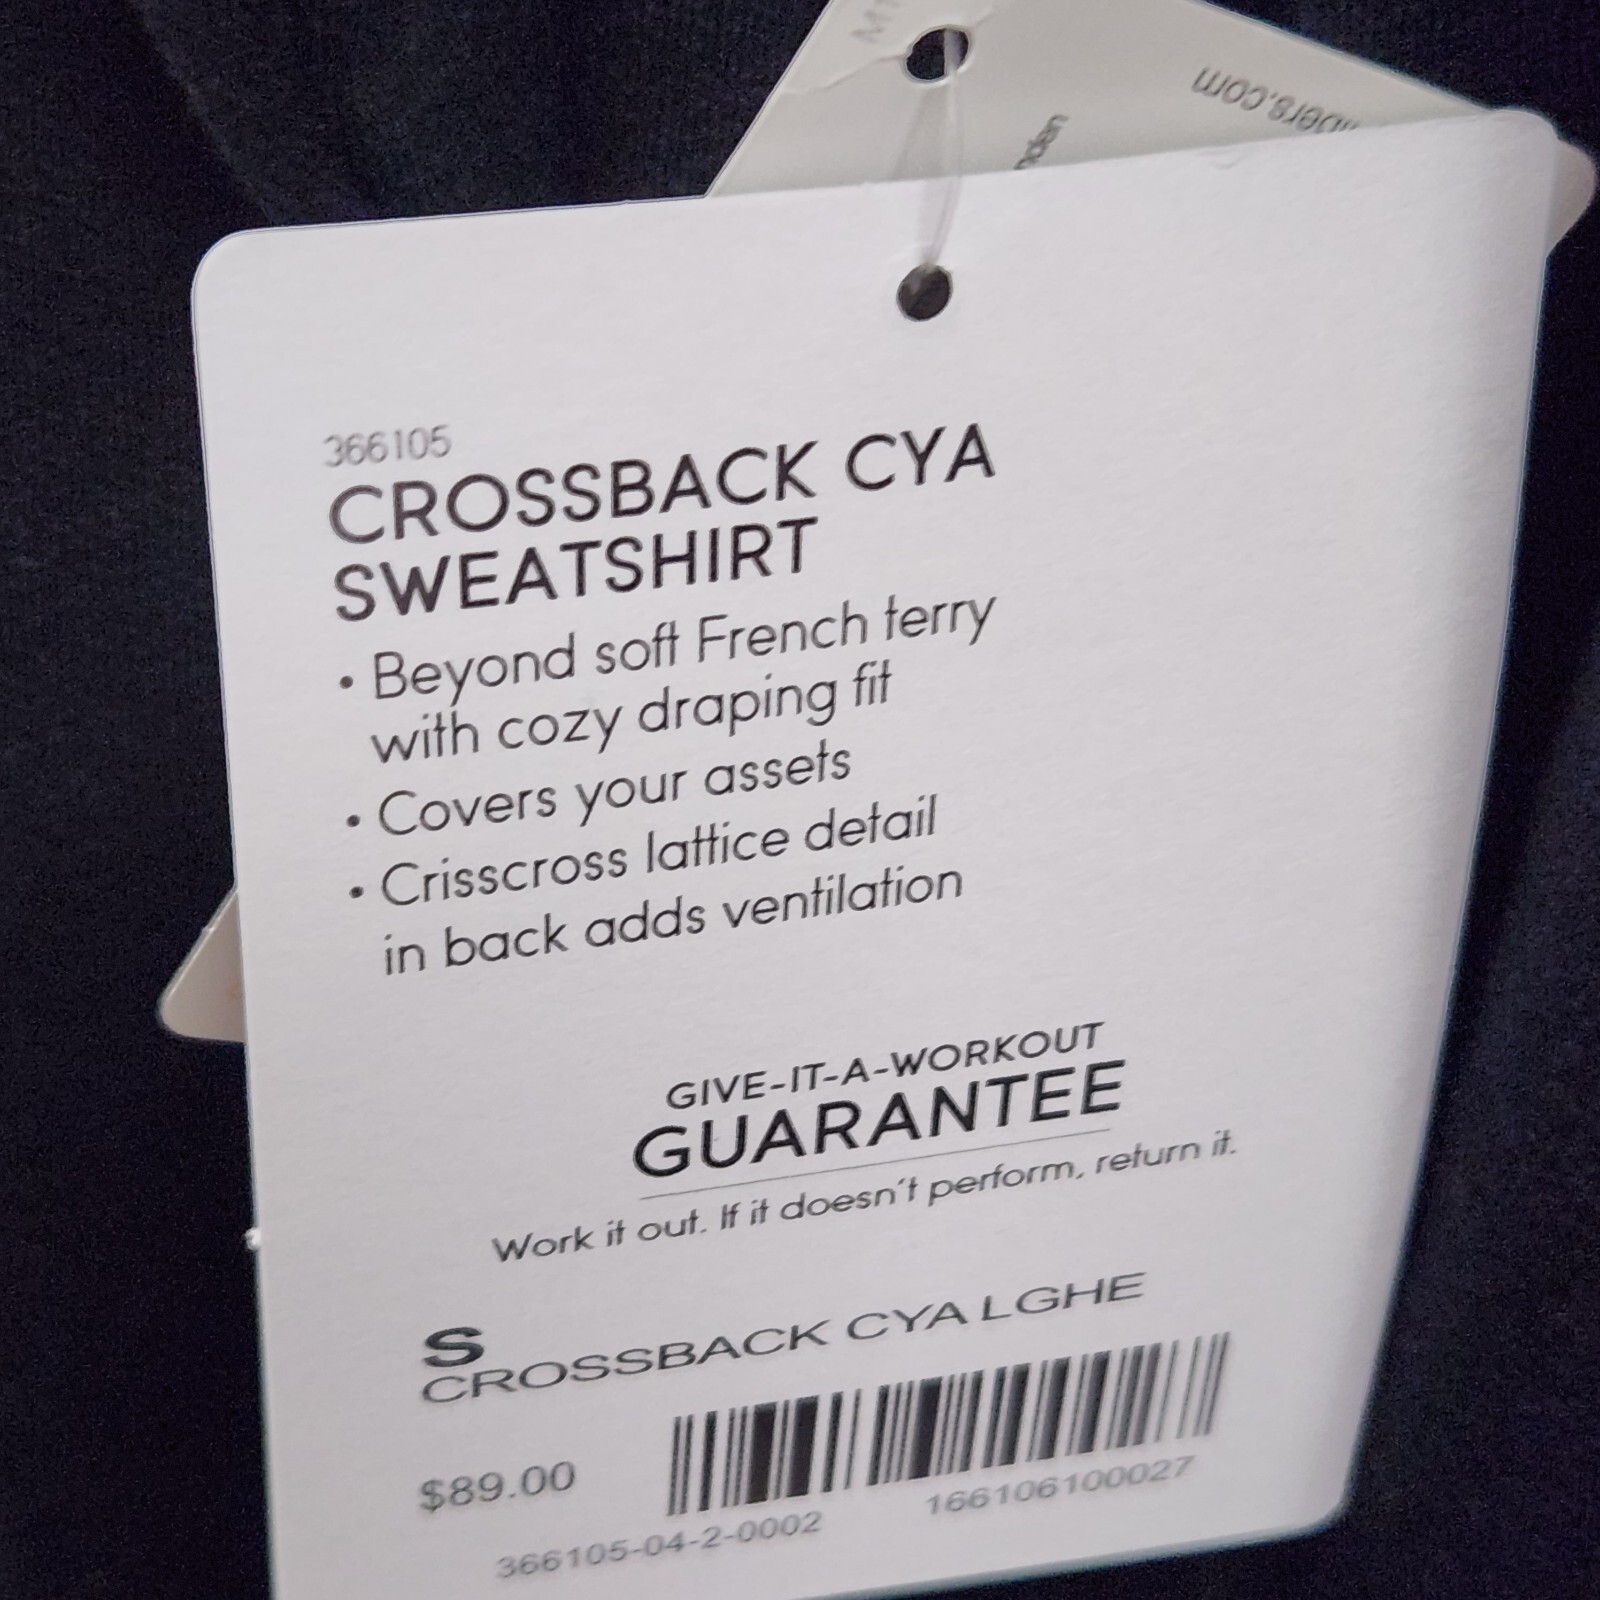 366105
CROSSBACK CYA
SWEATSHIRT
• Beyond soft French terry
with cozy draping fit
• Covers your assets
• Crisscross lattice detail
in back adds ventilation
GIVE-IT-A-WORKOUT
GUARANTEE
Work it out. If it doesn't perform, return it.
S
CROSSBACK CYA LGHE
$89.00
366105-04-2-0002
166106100027